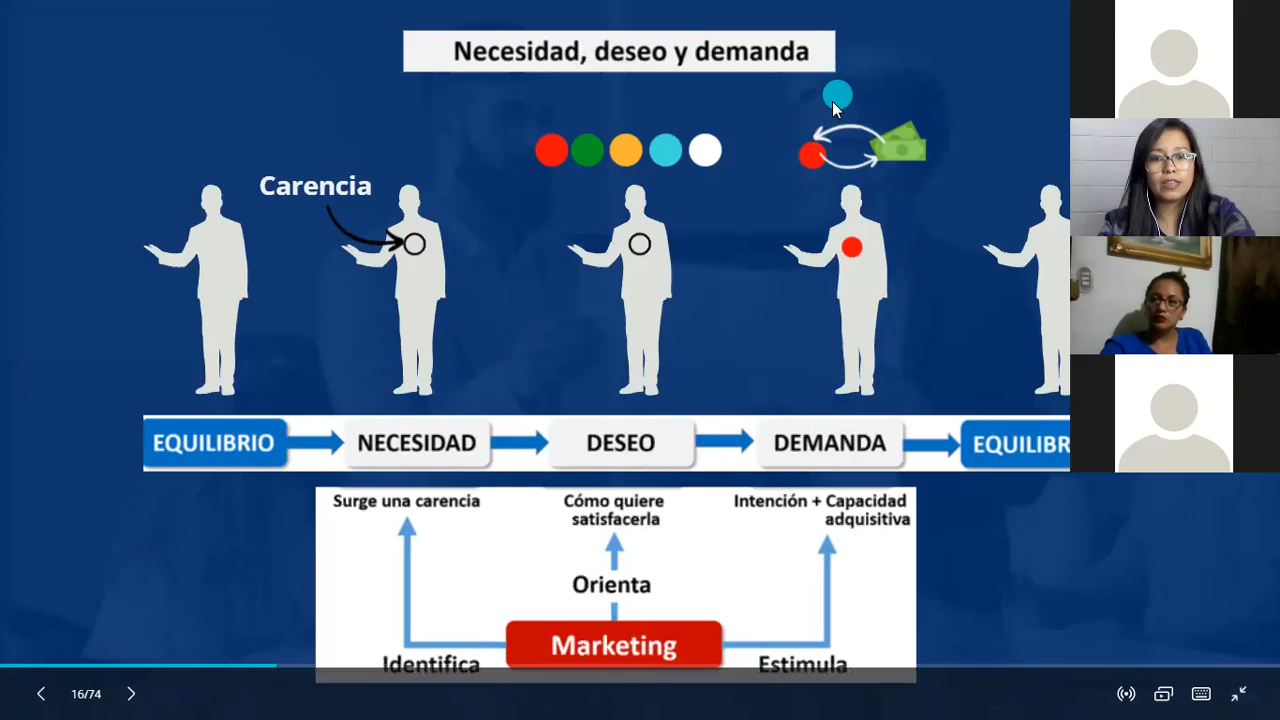 Necesidad, deseo y demanda
Carencia
EQUILIBRIO
NECESIDAD
DESEO
DEMANDA
EQUILIBR
Surge una carencia
Cómo quiere
satisfacerla
Intención + Capacidad
adquisitiva
Orienta
Marketing
Identifica
Estimula
16/74